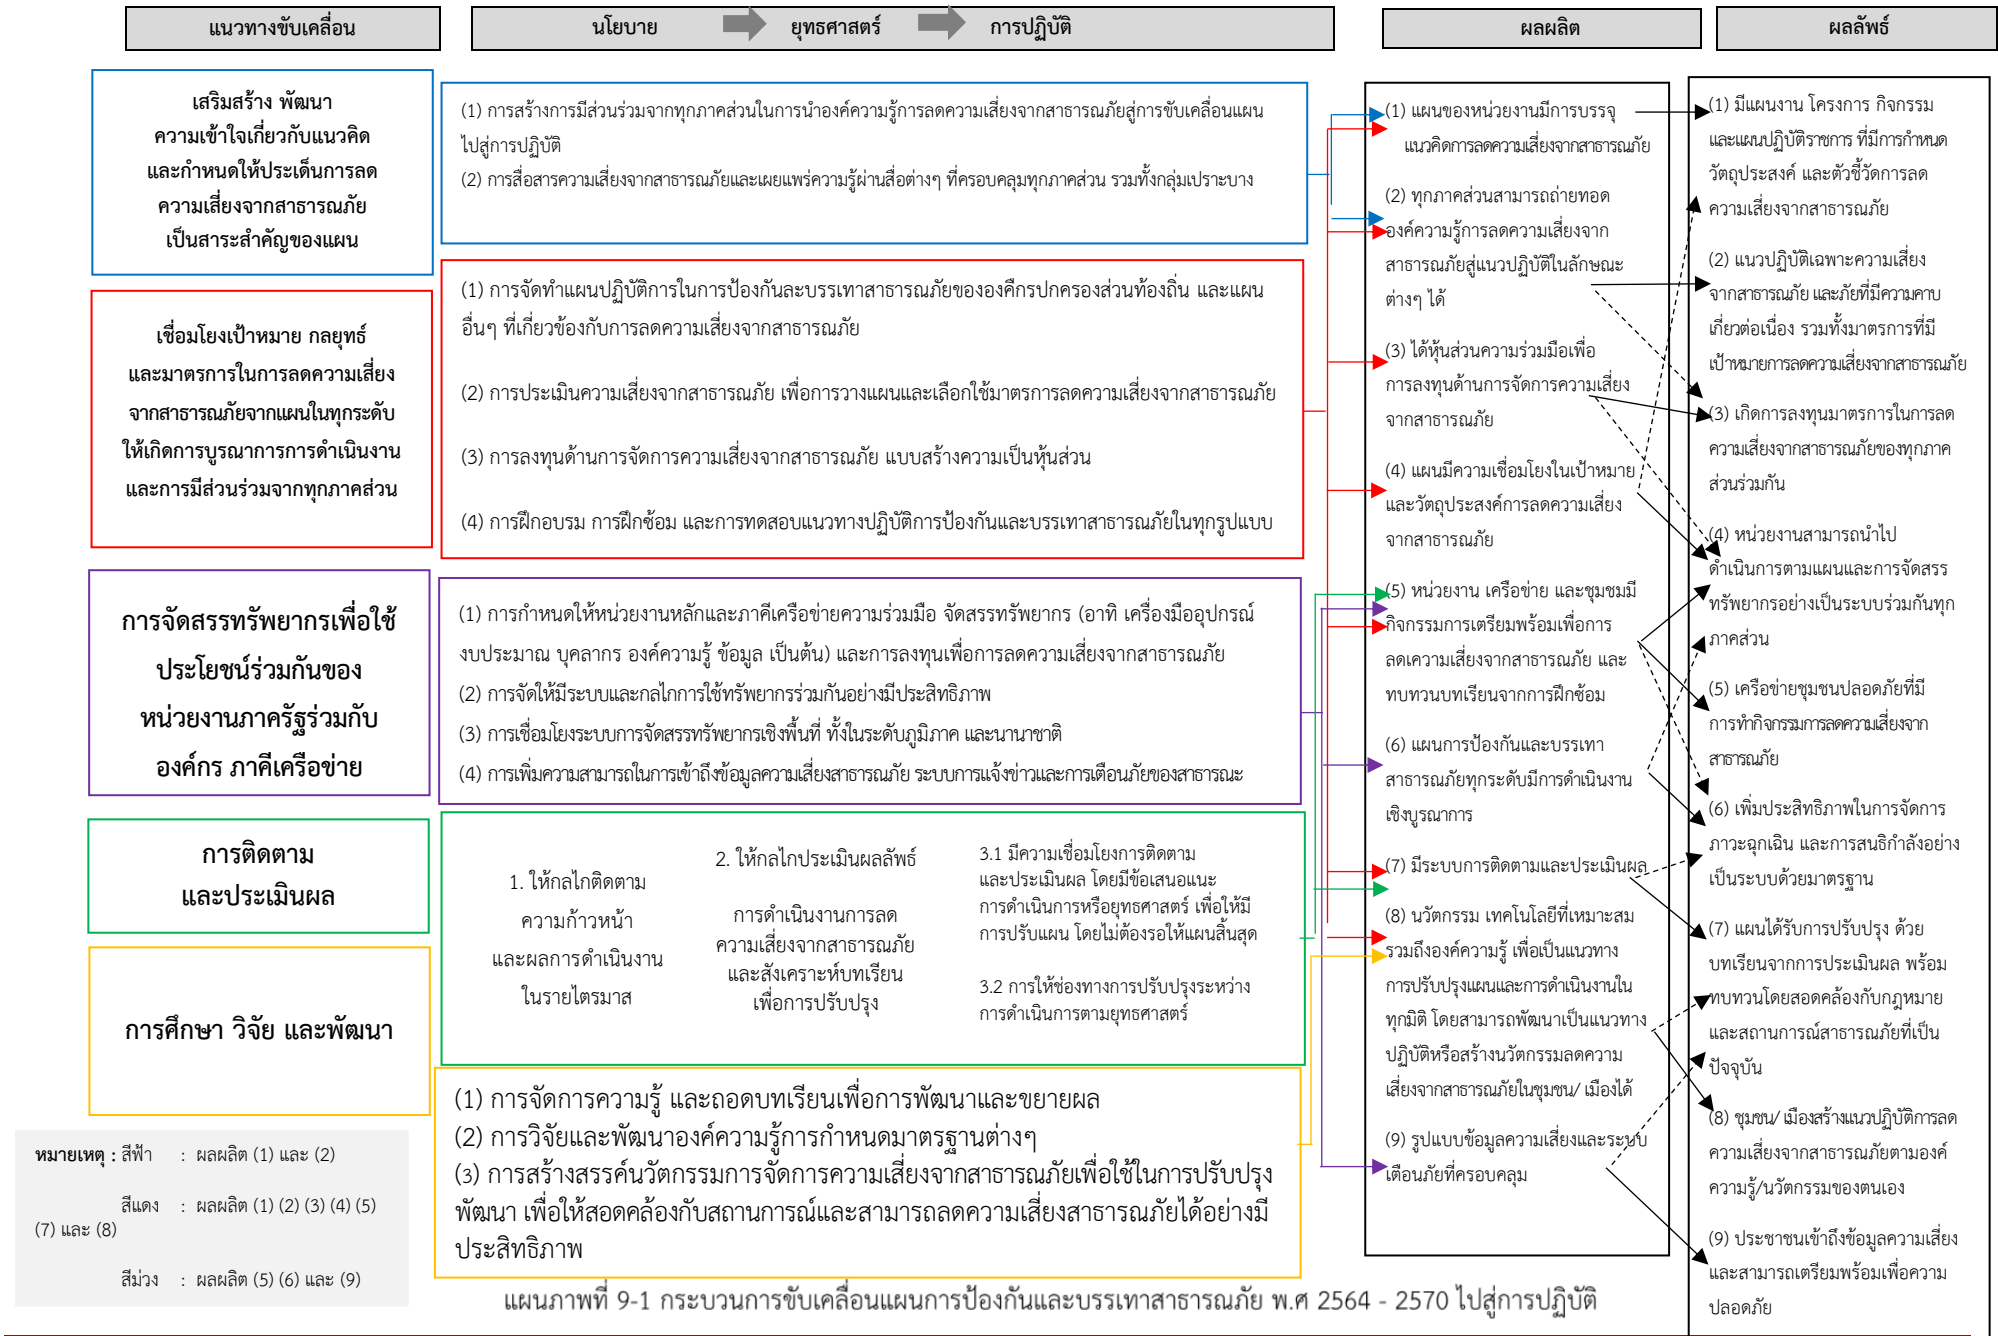 แนวทางขับเคลื่อน
นโยบาย
ยุทธศาสตร์
การปฏิบัติ
ผลผลิต
ผลลัพธ์
เสริมสร้าง พัฒนา
ความเข้าใจเกี่ยวกับแนวคิด
และกำหนดให้ประเด็นการลด
ความเสี่ยงจากสาธารณภัย
เป็นสาระสำคัญของแผน
(1) การสร้างการมีส่วนร่วมจากทุกภาคส่วนในการนำองค์ความรู้การลดความเสี่ยงจากสาธารณภัยสู่การขับเคลื่อนแผน
ไปสู่การปฏิบัติ
(2) การสื่อสารความเสี่ยงจากสาธารณภัยและเผยแพร่ความรู้ผ่านสื่อต่างๆ ที่ครอบคลุมทุกภาคส่วน รวมทั้งกลุ่มเปราะบาง
เชื่อมโยงเป้าหมาย กลยุทธ์
และมาตรการในการลดความเสี่ยง
จากสาธารณภัยจากแผนในทุกระดับ
ให้เกิดการบูรณาการการดำเนินงาน
และการมีส่วนร่วมจากทุกภาคส่วน
(1) การจัดทำแผนปฏิบัติการในการป้องกันละบรรเทาสาธารณภัยขององค์กรปกครองส่วนท้องถิ่น และแผน
อื่นๆ ที่เกี่ยวข้องกับการลดความเสี่ยงจากสาธารณภัย
(2) การประเมินความเสี่ยงจากสาธารณภัย เพื่อการวางแผนและเลือกใช้มาตรการลดความเสี่ยงจากสาธารณภัย
(3) การลงทุนด้านการจัดการความเสี่ยงจากสาธารณภัย แบบสร้างความเป็นหุ้นส่วน
(4) การฝึกอบรม การฝึกซ้อม และการทดสอบแนวทางปฏิบัติการป้องกันและบรรเทาสาธารณภัยในทุกรูปแบบ
การจัดสรรทรัพยากรเพื่อใช้
ประโยชน์ร่วมกันของ
หน่วยงานภาครัฐร่วมกับ
องค์กร ภาคีเครือข่าย
(1) การกำหนดให้หน่วยงานหลักและภาคีเครือข่ายความร่วมมือ จัดสรรทรัพยากร (อาทิ เครื่องมืออุปกรณ์
งบประมาณ บุคลากร องค์ความรู้ ข้อมูล เป็นต้น) และการลงทุนเพื่อการลดความเสี่ยงจากสาธารณภัย
(2) การจัดให้มีระบบและกลไกการใช้ทรัพยากรร่วมกันอย่างมีประสิทธิภาพ
(3) การเชื่อมโยงระบบการจัดสรรทรัพยากรเชิงพื้นที่ ทั้งในระดับภูมิภาค และนานาชาติ
(4) การเพิ่มความสามารถในการเข้าถึงข้อมูลความเสี่ยงสาธารณภัย ระบบการแจ้งข่าวและการเตือนภัยของสาธารณะ
การติดตาม
และประเมินผล
1. ให้กลไกติดตาม
ความก้าวหน้า
และผลการดำเนินงาน
ในรายไตรมาส
2. ให้กลไกประเมินผลลัพธ์
การดำเนินงานการลด
ความเสี่ยงจากสาธารณภัย
และสังเคราะห์บทเรียน
เพื่อการปรับปรุง
3.1 มีความเชื่อมโยงการติดตาม
และประเมินผล โดยมีข้อเสนอแนะ
การดำเนินการหรือยุทธศาสตร์ เพื่อให้มี
การปรับแผน โดยไม่ต้องรอให้แผนสิ้นสุด
3.2 การให้ช่องทางการปรับปรุงระหว่าง
การดำเนินการตามยุทธศาสตร์
การศึกษา วิจัย และพัฒนา
(1) การจัดการความรู้ และถอดบทเรียนเพื่อการพัฒนาและขยายผล
(2) การวิจัยและพัฒนาองค์ความรู้การกำหนดมาตรฐานต่างๆ
(3) การสร้างสรรค์นวัตกรรมการจัดการความเสี่ยงจากสาธารณภัยเพื่อใช้ในการปรับปรุง
พัฒนา เพื่อให้สอดคล้องกับสถานการณ์และสามารถลดความเสี่ยงสาธารณภัยได้อย่างมี
ประสิทธิภาพ
(1) แผนของหน่วยงานมีการบรรจุ
แนวคิดการลดความเสี่ยงจากสาธารณภัย
(2) ทุกภาคส่วนสามารถถ่ายทอด
องค์ความรู้การลดความเสี่ยงจาก
สาธารณภัยสู่แนวปฏิบัติในลักษณะ
ต่างๆ ได้
(3) ได้หุ้นส่วนความร่วมมือเพื่อ
การลงทุนด้านการจัดการความเสี่ยง
จากสาธารณภัย
(4) แผนมีความเชื่อมโยงในเป้าหมาย
และวัตถุประสงค์การลดความเสี่ยง
จากสาธารณภัย
(5) หน่วยงาน เครือข่าย และชุมชนมี
กิจกรรมการเตรียมพร้อมเพื่อการ
ลดเความเสี่ยงจากสาธารณภัย และ
ทบทวนบทเรียนจากการฝึกซ้อม
(6) แผนการป้องกันและบรรเทา
สาธารณภัยทุกระดับมีการดำเนินงาน
เชิงบูรณาการ
(7) มีระบบการติดตามและประเมินผล
(8) นวัตกรรม เทคโนโลยีที่เหมาะสม
รวมถึงองค์ความรู้ เพื่อเป็นแนวทาง
การปรับปรุงแผนและการดำเนินงานใน
ทุกมิติ โดยสามารถพัฒนาเป็นแนวทาง
ปฏิบัติหรือสร้างนวัตกรรมลดความ
เสี่ยงจากสาธารณภัยในชุมชน/ เมืองได้
(9) รูปแบบข้อมูลความเสี่ยงและระบบ
เตือนภัยที่ครอบคลุม
(1) มีแผนงาน โครงการ กิจกรรม
และแผนปฏิบัติราชการ ที่มีการกำหนด
วัตถุประสงค์ และตัวชี้วัดการลด
ความเสี่ยงจากสาธารณภัย
(2) แนวปฏิบัติเฉพาะความเสี่ยง
จากสาธารณภัย และภัยที่มีความคาบ
เกี่ยวต่อเนื่อง รวมทั้งมาตรการที่มี
เป้าหมายการลดความเสี่ยงจากสาธารณภัย
(3) เกิดการลงทุนมาตรการในการลด
ความเสี่ยงจากสาธารณภัยของทุกภาค
ส่วนร่วมกัน
(4) หน่วยงานสามารถนำไป
ดำเนินการตามแผนและการจัดสรร
ทรัพยากรอย่างเป็นระบบร่วมกันทุก
ภาคส่วน
(5) เครือข่ายชุมชนปลอดภัยที่มี
การทำกิจกรรมการลดความเสี่ยงจาก
สาธารณภัย
(6) เพิ่มประสิทธิภาพในการจัดการ
ภาวะฉุกเฉิน และการสนธิกำลังอย่าง
เป็นระบบด้วยมาตรฐาน
(7) แผนได้รับการปรับปรุง ด้วย
บทเรียนจากการประเมินผล พร้อม
ทบทวนโดยสอดคล้องกับกฎหมาย
และสถานการณ์สาธารณภัยที่เป็น
ปัจจุบัน
(8) ชุมชน/ เมืองสร้างแนวปฏิบัติการลด
ความเสี่ยงจากสาธารณภัยตามองค์
ความรู้/นวัตกรรมของตนเอง
(9) ประชาชนเข้าถึงข้อมูลความเสี่ยง
และสามารถเตรียมพร้อมเพื่อความ
ปลอดภัย
หมายเหตุ : สีฟ้า : ผลผลิต (1) และ (2)
สีแดง : ผลผลิต (1) (2) (3) (4) (5)
(7) และ (8)
สีม่วง : ผลผลิต (5) (6) และ (9)
แผนภาพที่ 9-1 กระบวนการขับเคลื่อนแผนการป้องกันและบรรเทาสาธารณภัย พ.ศ 2564 - 2570 ไปสู่การปฏิบัติ